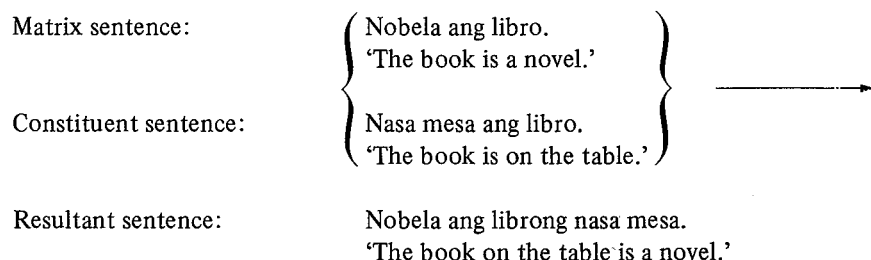 Matrix sentence: Nobela ang libro.
‘The book is a novel.’
Constituent sentence: Nasa mesa ang libro.
‘The book is on the table.’
Resultant sentence: Nobela ang librong nasa mesa.
‘The book on the table is a novel.’